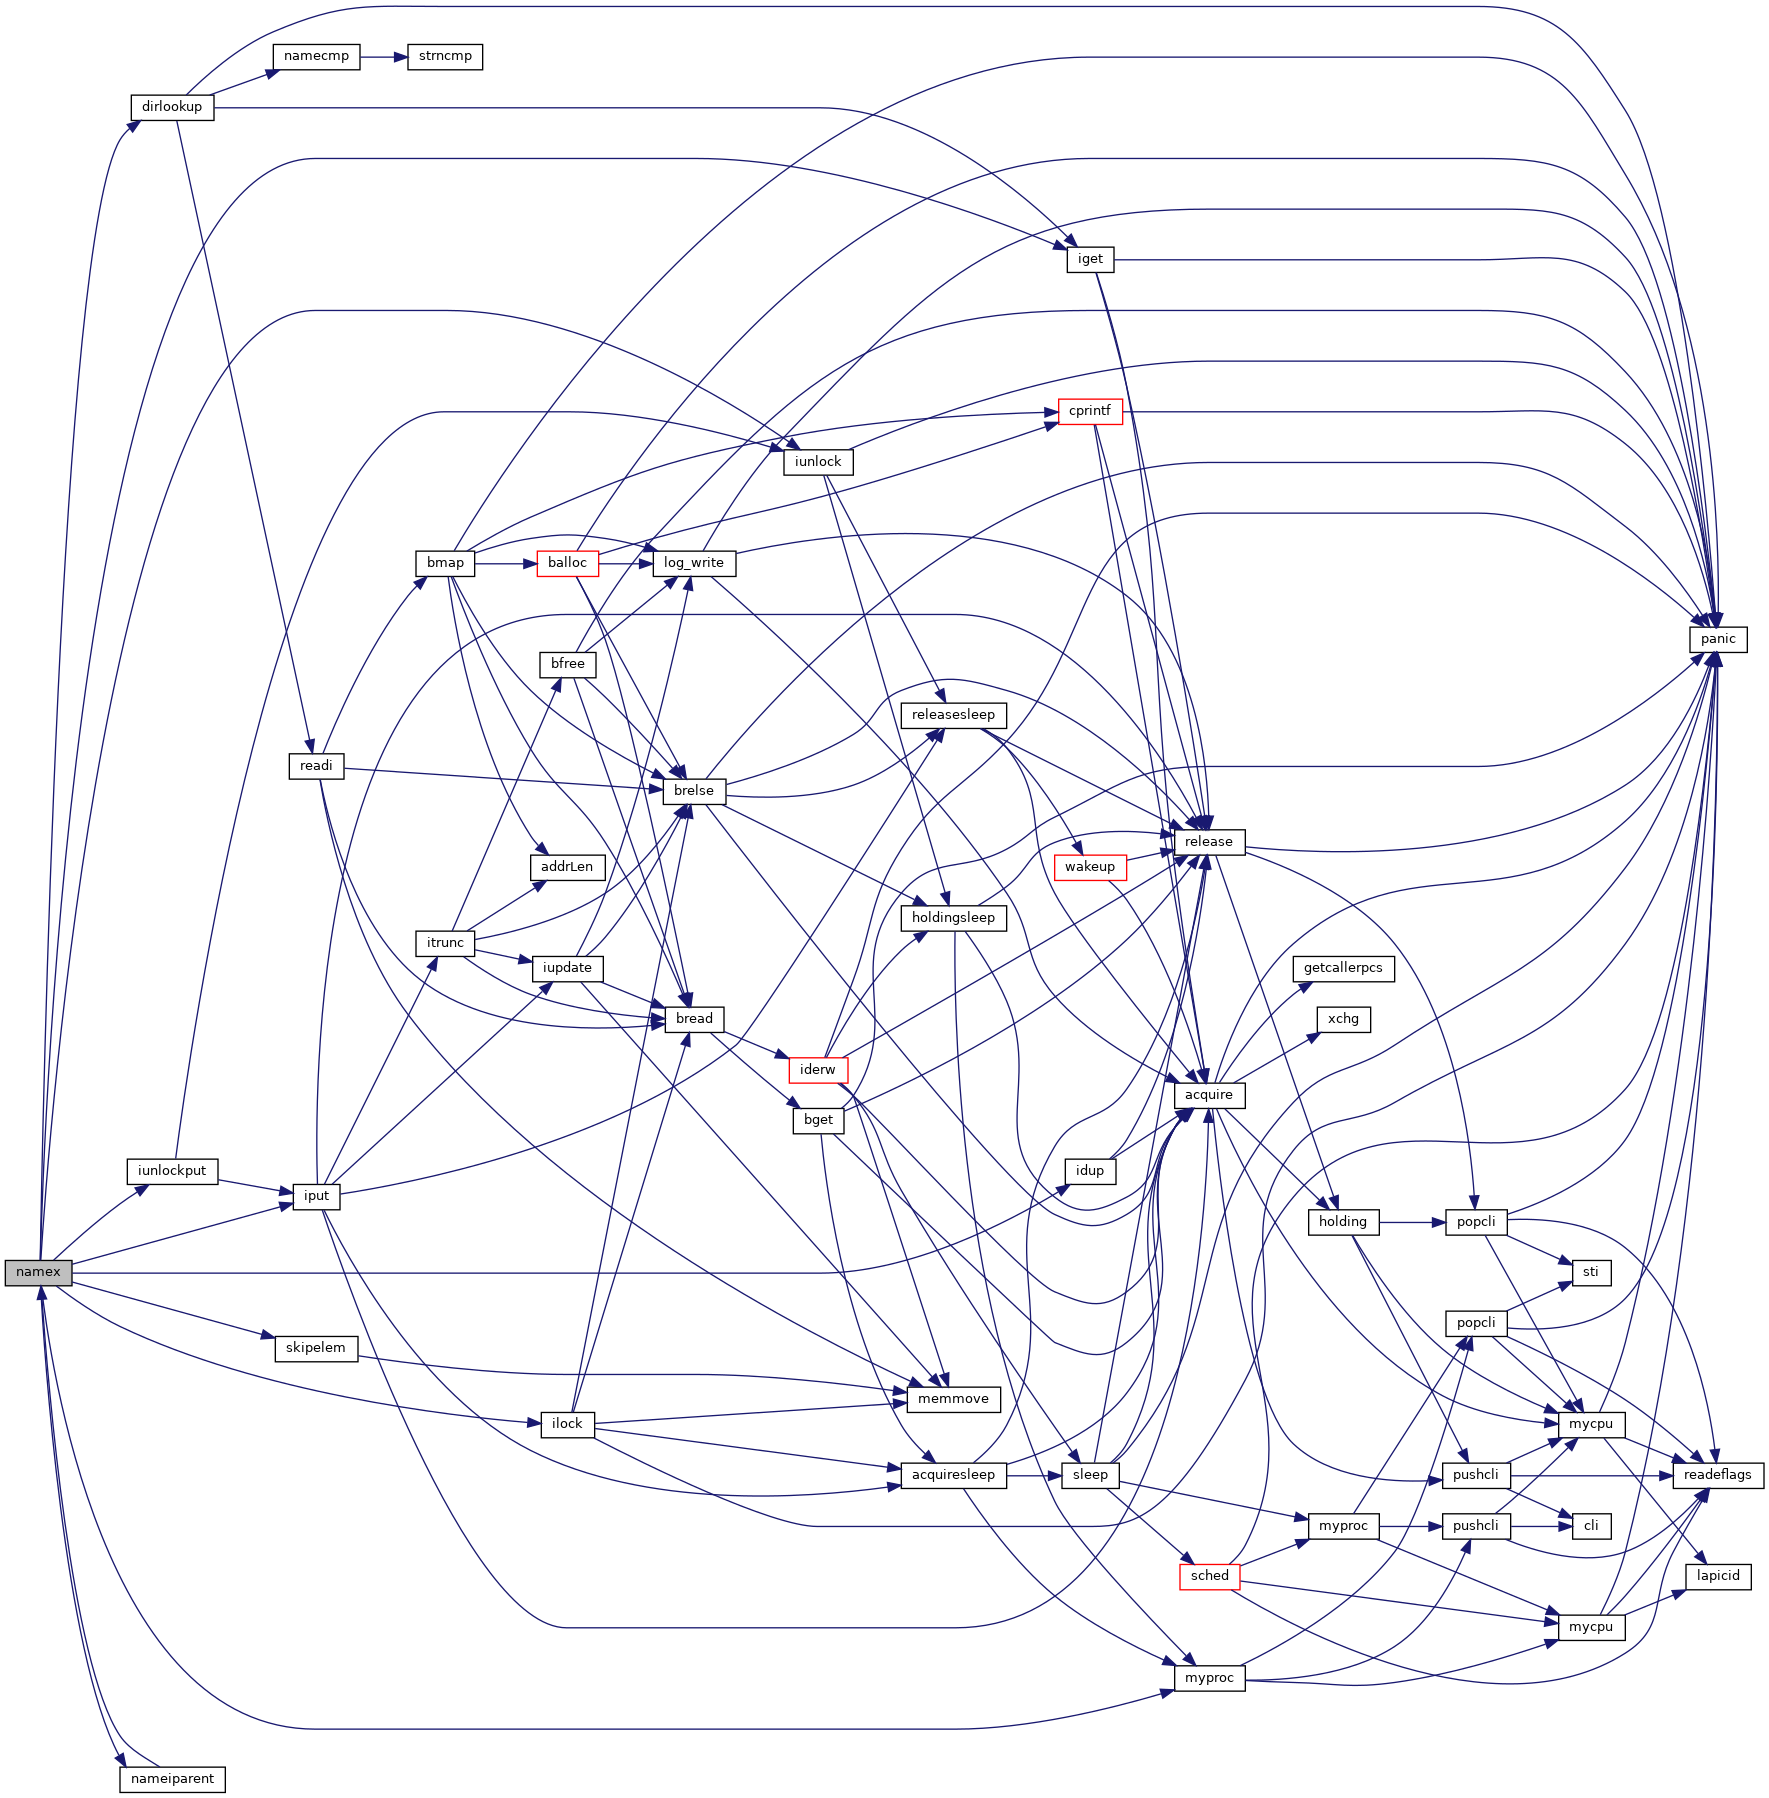 namecmp
strncmp
dirlookup
iget
cprintf
iunlock
bmap
balloc
log_write
panic
bfree
releasesleep
readi
brelse
release
addrLen
wakeup
holdingsleep
itrunc
iupdate
getcallerpcs
bread
xchg
iderw
acquire
bget
iunlockput
idup
iput
holding
popcli
namex
sti
popcli
skipelem
memmove
ilock
mycpu
acquiresleep
sleep
pushcli
readeflags
myproc
pushcli
cli
sched
lapicid
mycpu
myproc
nameiparent